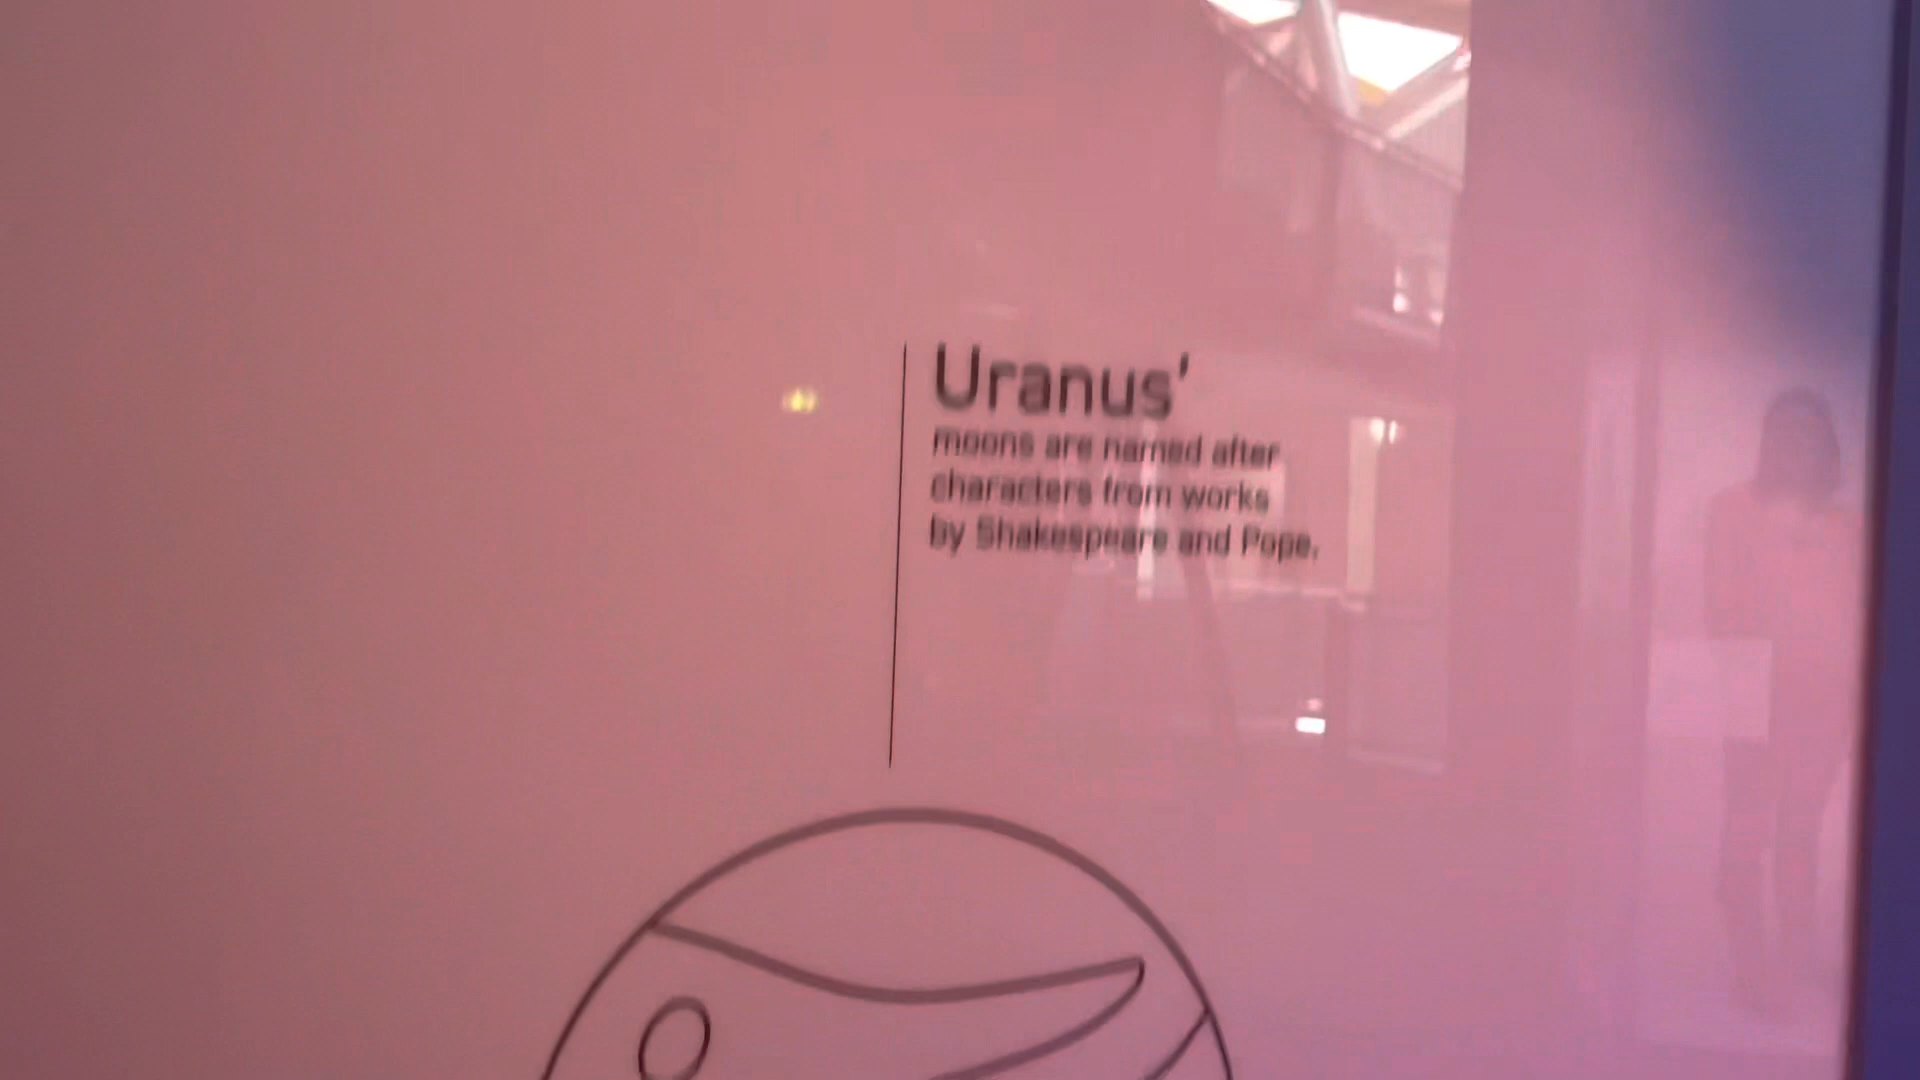 Uranus'
moons are named after
characters from works
by Shakespeare and Pope.